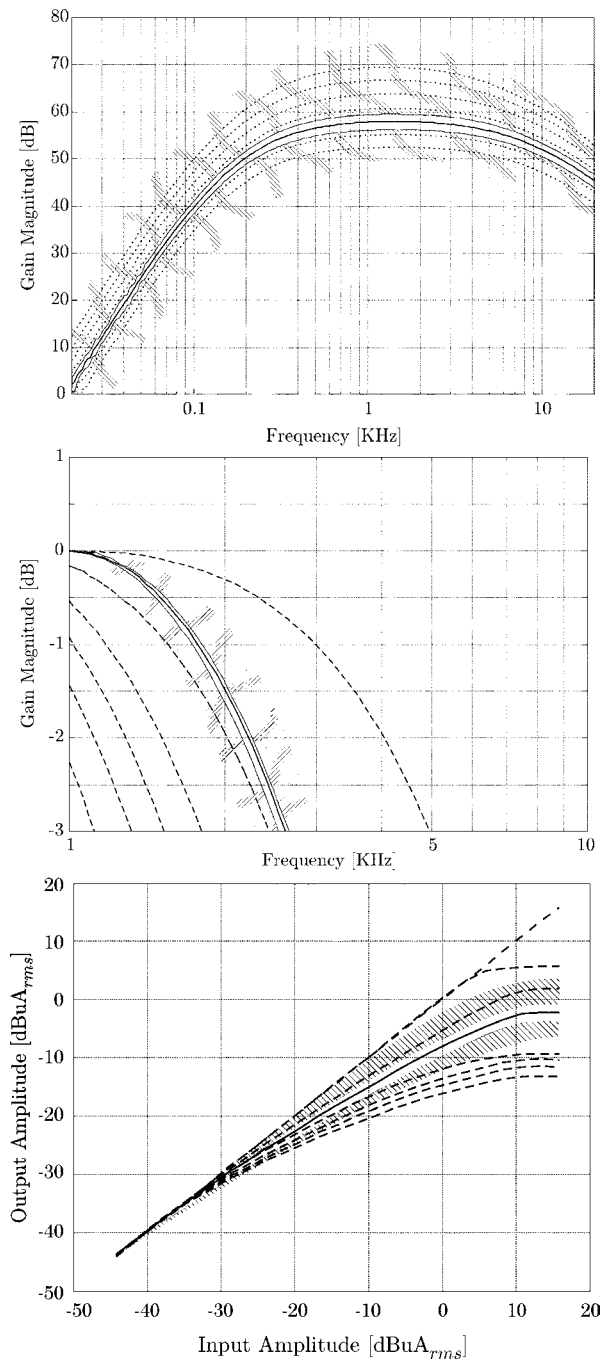 80
70
60
50
40
30
20
10
0
Gain Magnitude [dB]
0.1 1 10
Frequency [KHz]
1
0
-1
-2
-3
Gain Magnitude [dB]
1 5 10
Frequency [KHz]
20
10
0
-10
-20
-30
-40
-50
Output Amplitude [dBuArms]
-50 -40 -30 -20 -10 0 10 20
Input Amplitude [dBuArms]